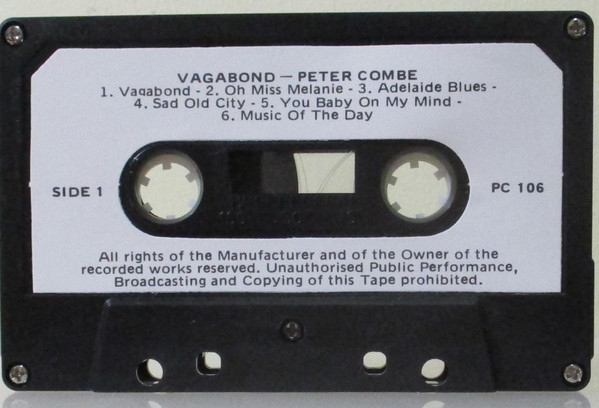 VAGABOND — PETER COMBE
1. Vagabond - 2. Oh Miss Melanie - 3. Adelaide Blues -
4. Sad Old City - 5. You Baby On My Mind -
6. Music Of The Day
SIDE 1
PC 106
All rights of the Manufacturer and of the Owner of the
recorded works reserved. Unauthorised Public Performance,
Broadcasting and Copying of this Tape prohibited.